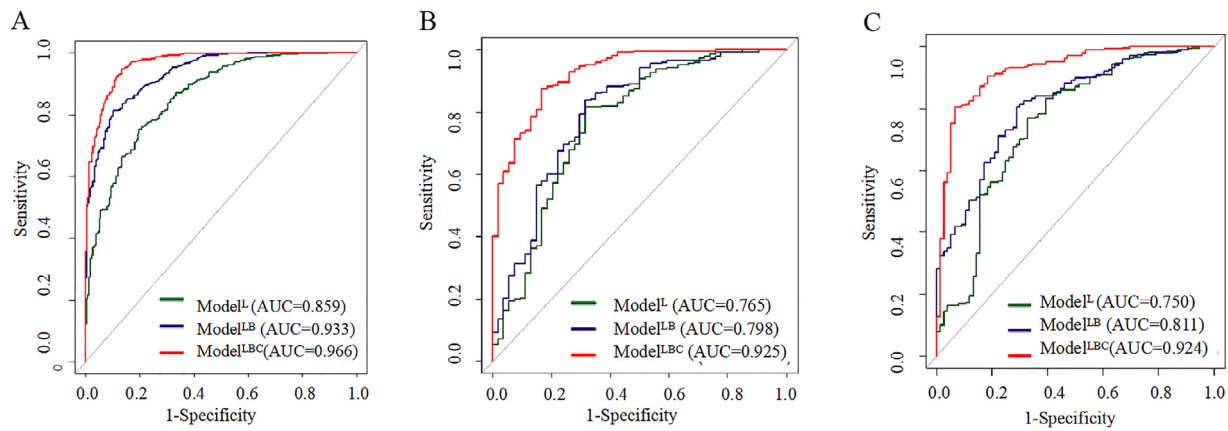 A
Sensitivity
0.0
0.2
0.4
0.6
0.8
1.0
0
0.0
0.2
0.4
0.6
0.8
1.0
1-Specificity
Model^L (AUC=0.859)
Model^LB (AUC=0.933)
Model^LBC (AUC=0.966)
B
Sensitivity
0.0
0.2
0.4
0.6
0.8
1.0
0.0
0.2
0.4
0.6
0.8
1.0
1-Specificity
Model^L (AUC=0.765)
Model^LB (AUC=0.798)
Model^LBC (AUC=0.925)
C
Sensitivity
0.0
0.2
0.4
0.6
0.8
1.0
0.0
0.2
0.4
0.6
0.8
1.0
1-Specificity
Model^L (AUC=0.750)
Model^LB (AUC=0.811)
Model^LBC (AUC=0.924)